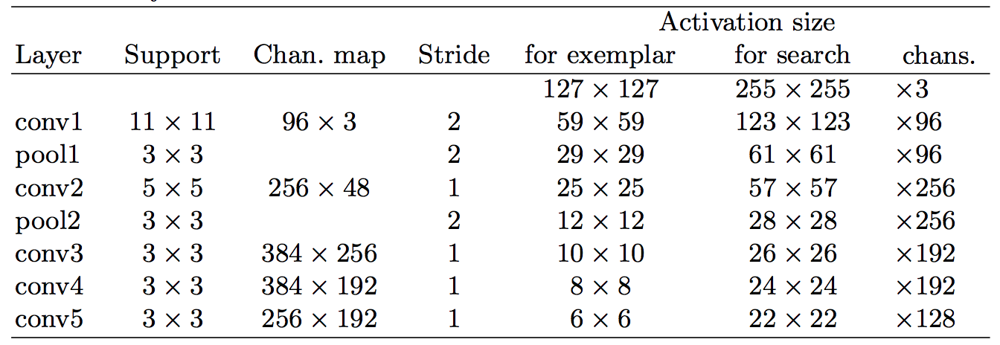 Activation size
Layer Support Chan. map Stride for exemplar for search chans.
127 × 127 255 × 255 ×3
conv1 11 × 11 96 × 3 2 59 × 59 123 × 123 ×96
pool1 3 × 3 2 29 × 29 61 × 61 ×96
conv2 5 × 5 256 × 48 1 25 × 25 57 × 57 ×256
pool2 3 × 3 2 12 × 12 28 × 28 ×256
conv3 3 × 3 384 × 256 1 10 × 10 26 × 26 ×192
conv4 3 × 3 384 × 192 1 8 × 8 24 × 24 ×192
conv5 3 × 3 256 × 192 1 6 × 6 22 × 22 ×128